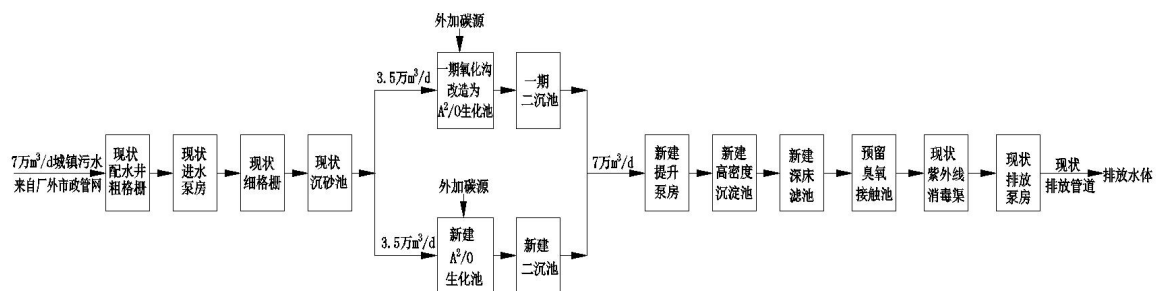 7万m³/d城镇污水
来自厂外市政管网
现状
配水井
粗格栅
现状
进水
泵房
现状
细格栅
现状
沉砂池
3.5万m³/d
外加碳源
一期氧化沟
改造为
A²/O生化池
一期
二沉池
3.5万m³/d
外加碳源
新建
A²/O
生化池
新建
二沉池
7万m³/d
新建
提升
泵房
新建
高密度
沉淀池
新建
深床
滤池
预留
臭氧
接触池
现状
紫外线
消毒渠
现状
排放
泵房
现状
排放管道
排放水体